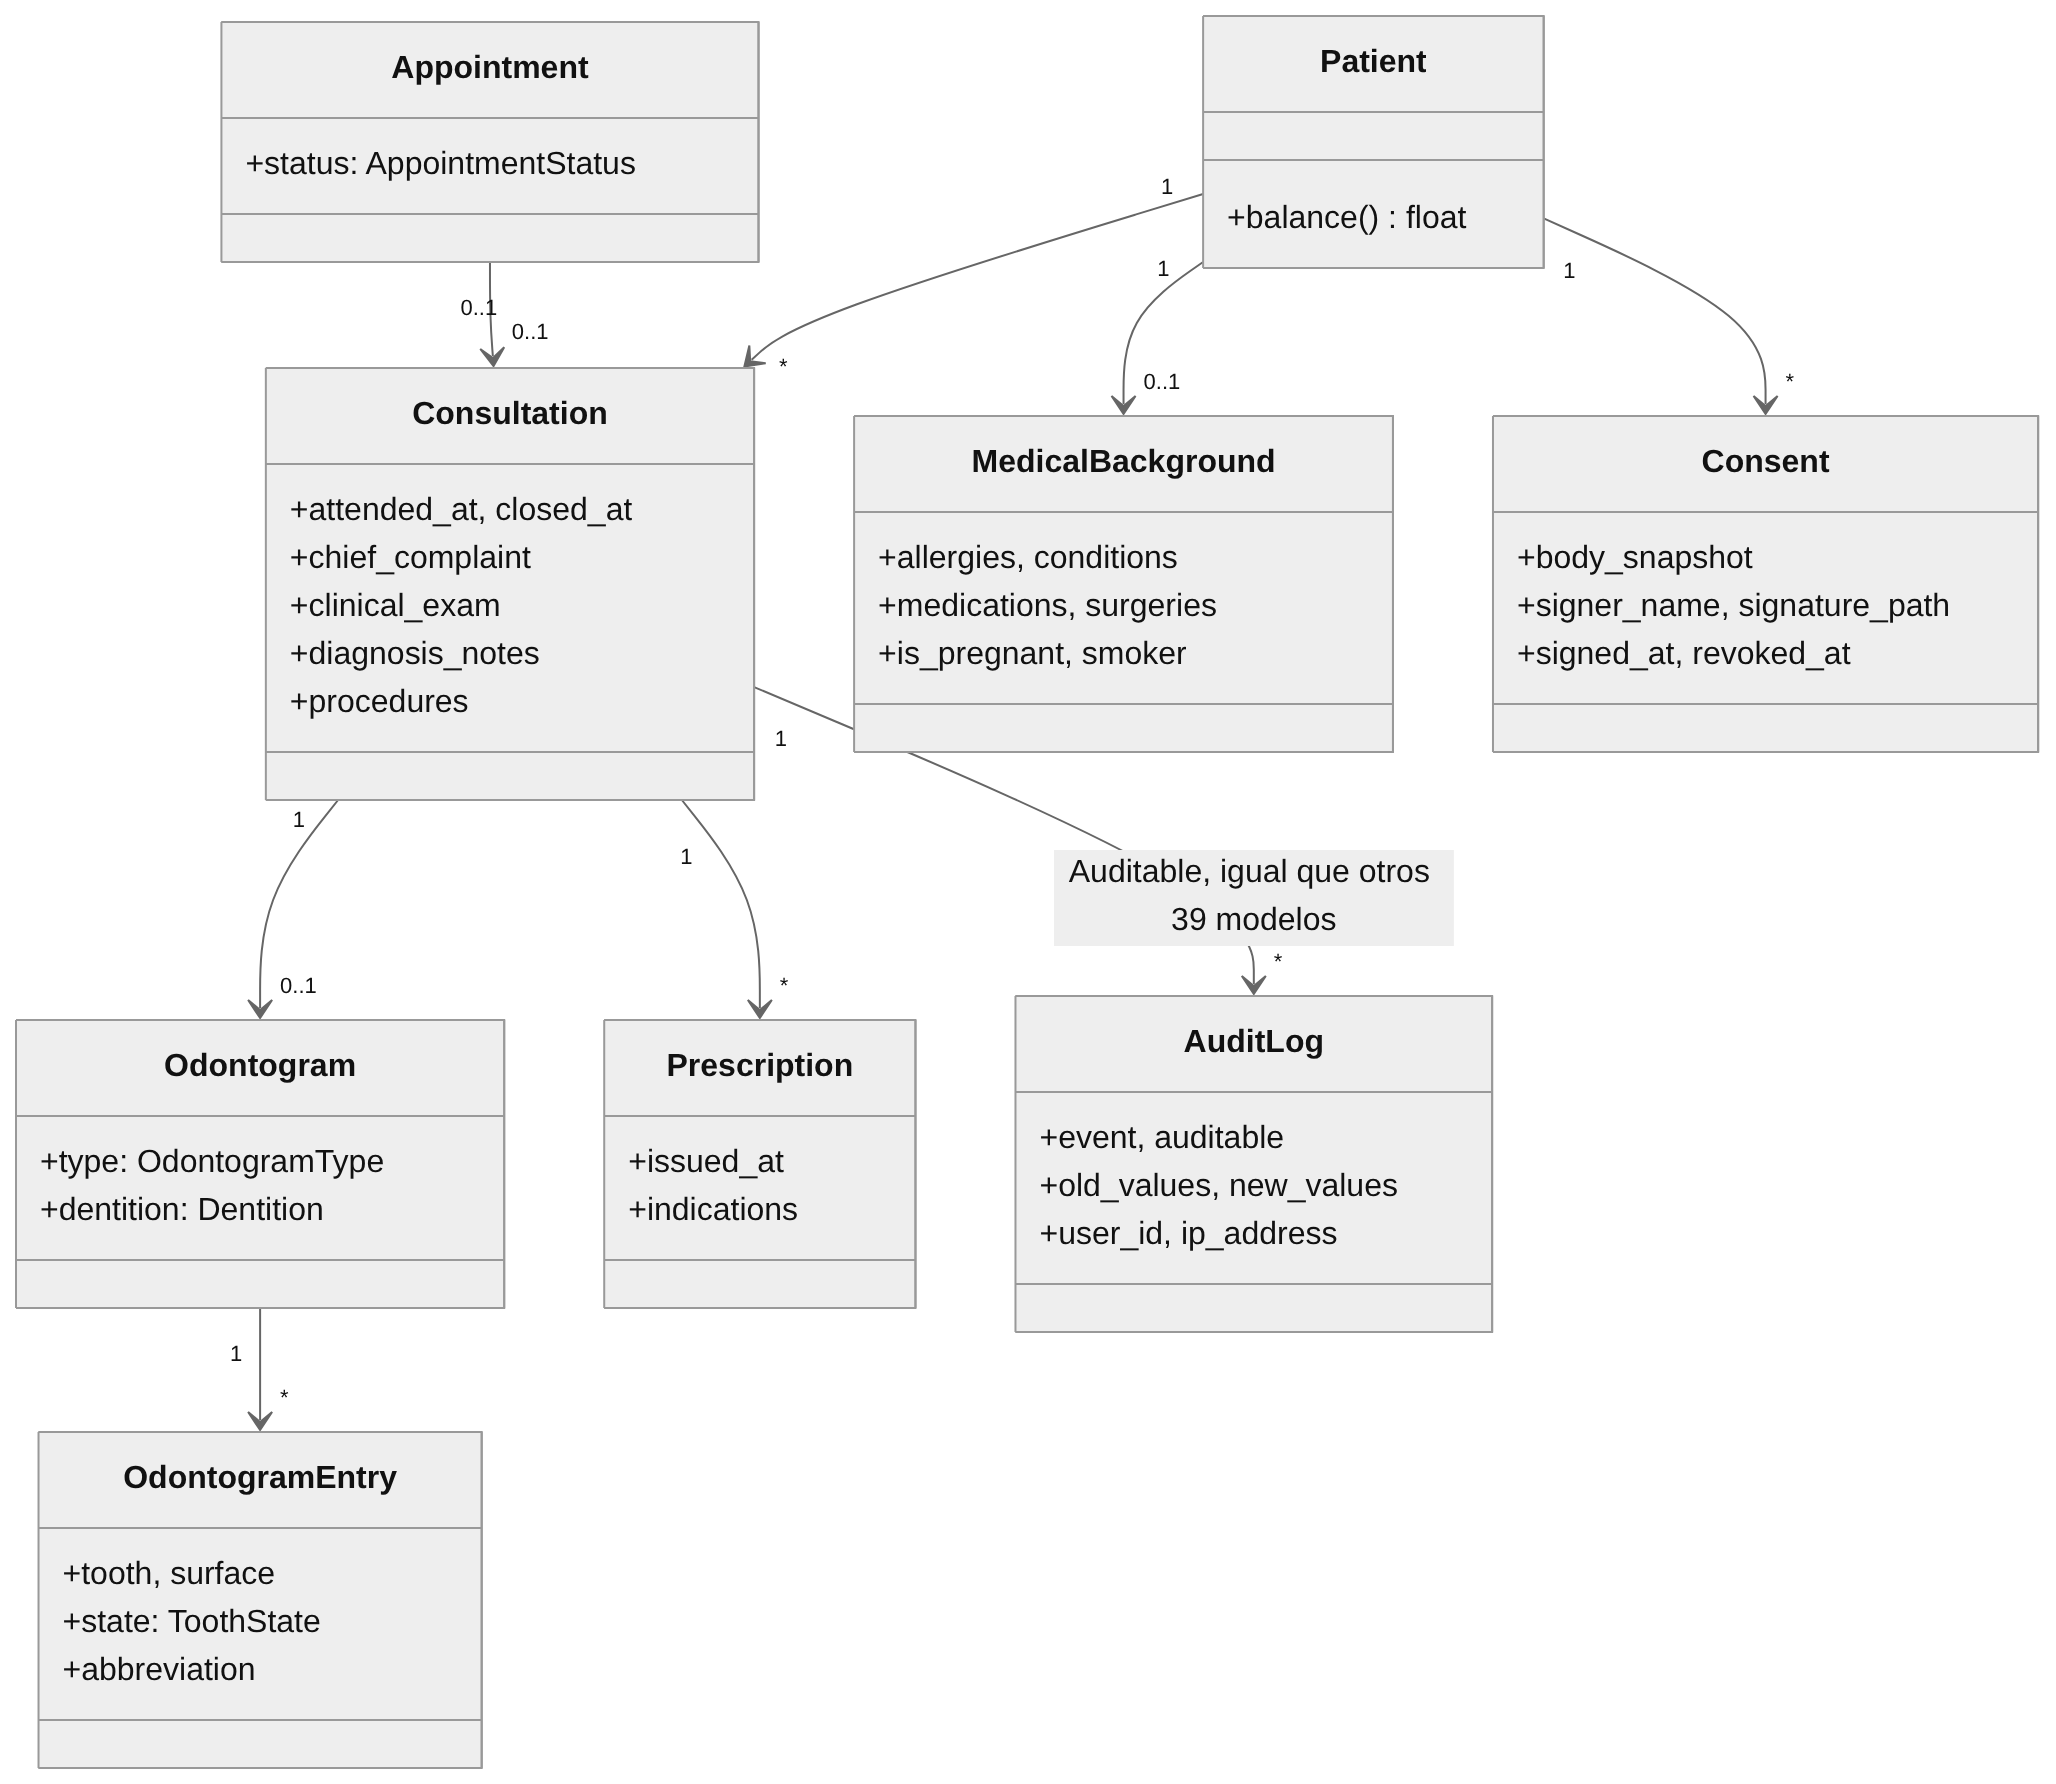 Appointment
+status: AppointmentStatus
Patient
+balance() : float
1
1
1
0..1
0..1
*
0..1
*
Consultation
+attended_at, closed_at
+chief_complaint
+clinical_exam
+diagnosis_notes
+procedures
MedicalBackground
+allergies, conditions
+medications, surgeries
+is_pregnant, smoker
Consent
+body_snapshot
+signer_name, signature_path
+signed_at, revoked_at
1
1
1
Auditable, igual que otros
39 modelos
0..1
*
*
Odontogram
+type: OdontogramType
+dentition: Dentition
Prescription
+issued_at
+indications
AuditLog
+event, auditable
+old_values, new_values
+user_id, ip_address
1
*
OdontogramEntry
+tooth, surface
+state: ToothState
+abbreviation